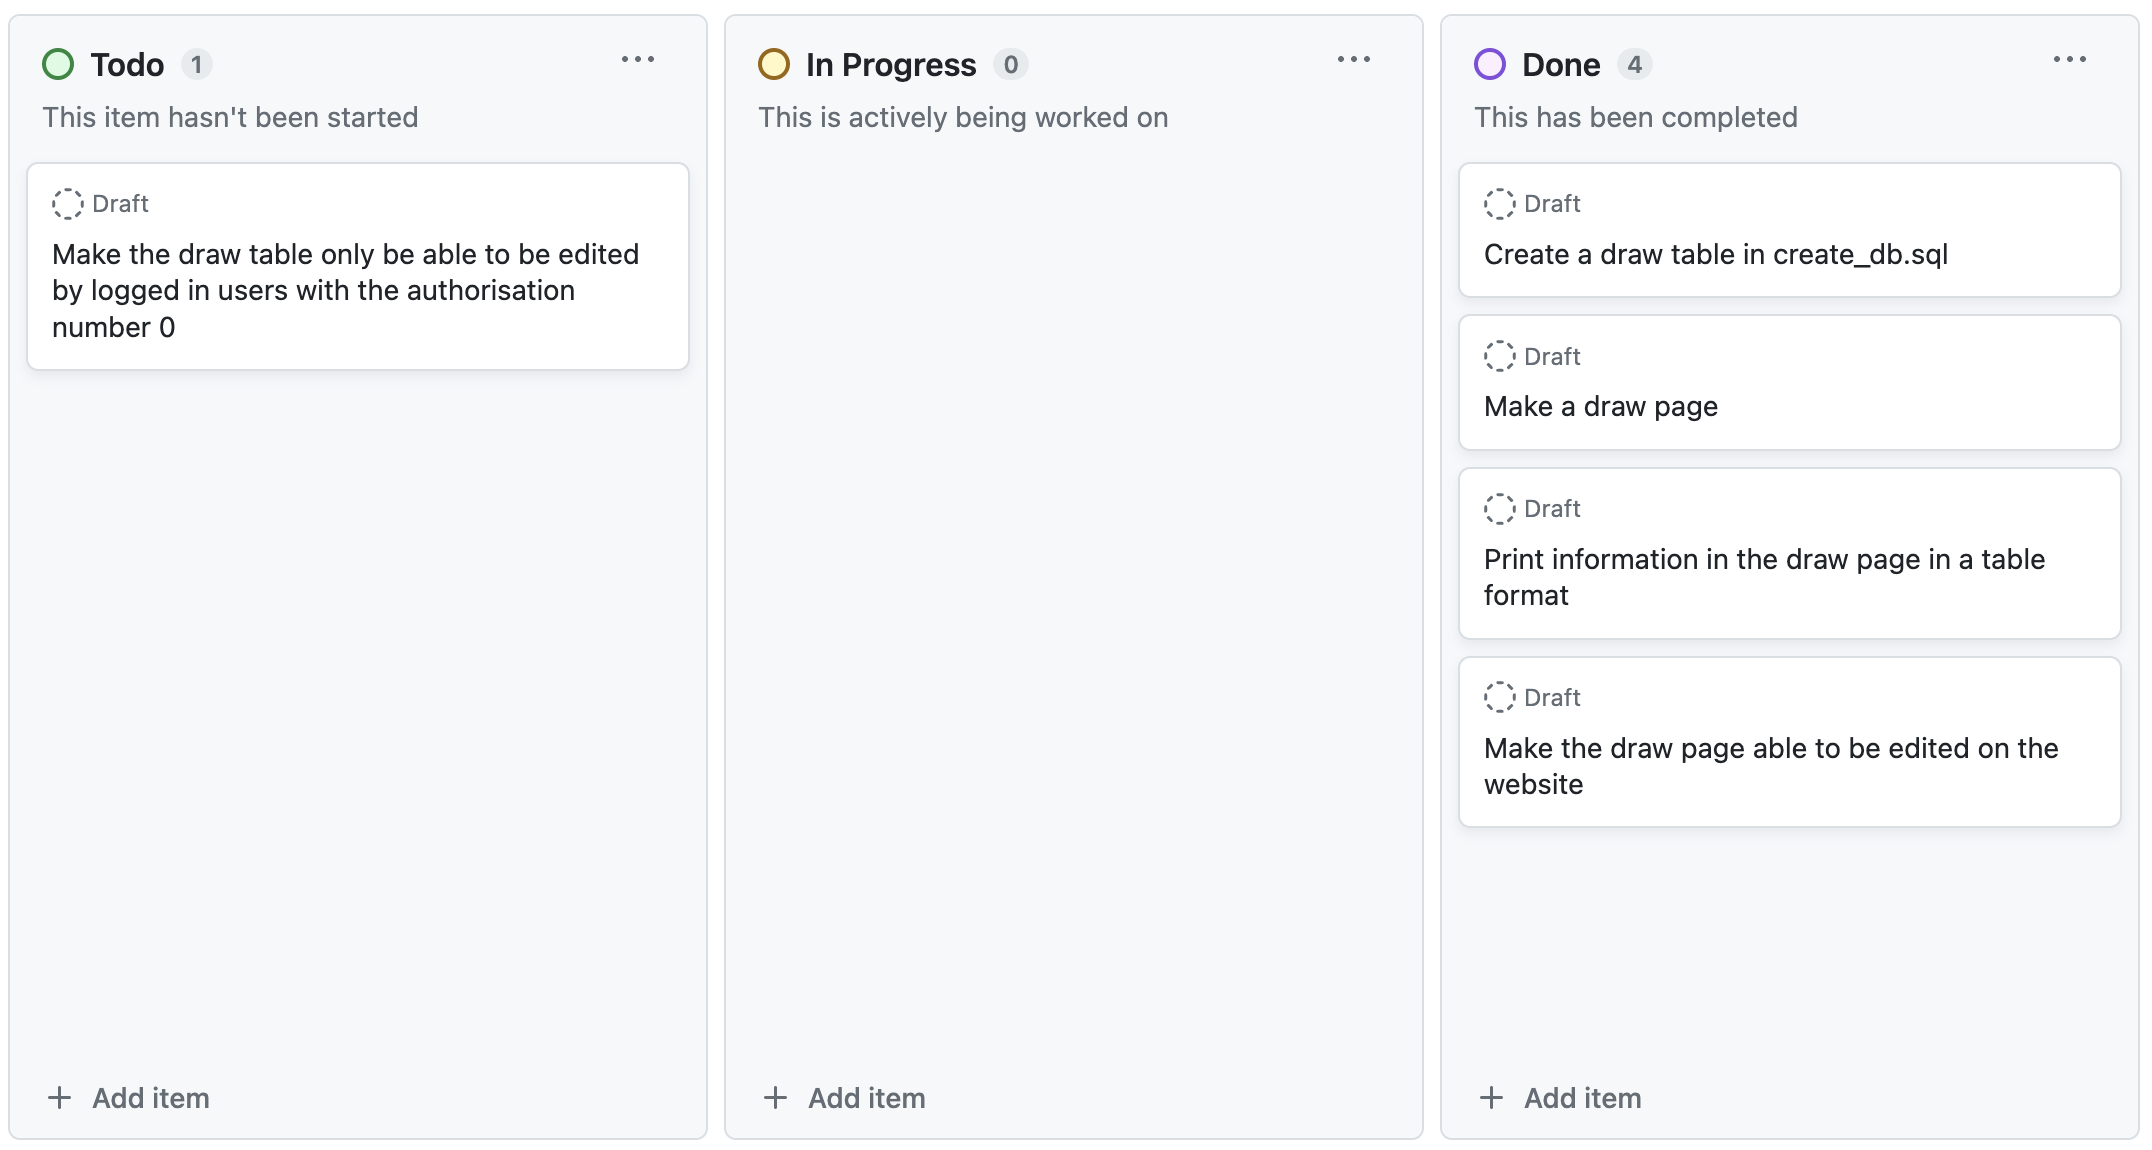 Todo 1
This item hasn't been started
Draft
Make the draw table only be able to be edited
by logged in users with the authorisation
number 0
Add item
In Progress 0
This is actively being worked on
Add item
Done 4
This has been completed
Draft
Create a draw table in create_db.sql
Draft
Make a draw page
Draft
Print information in the draw page in a table
format
Draft
Make the draw page able to be edited on the
website
Add item